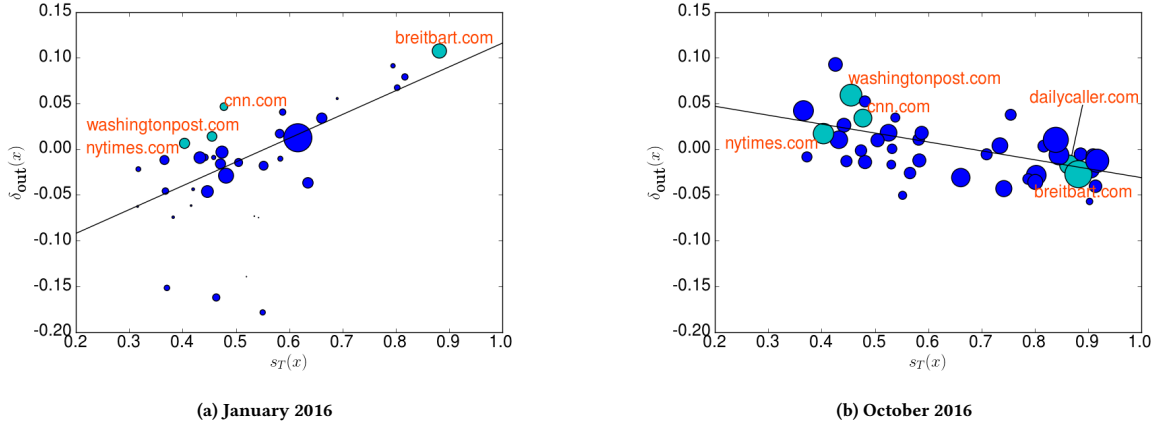 0.15
0.10
0.05
0.00
-0.05
-0.10
-0.15
-0.20
δout(x)
breitbart.com
cnn.com
washingtonpost.com
nytimes.com
0.2 0.3 0.4 0.5 0.6 0.7 0.8 0.9 1.0
sT(x)
(a) January 2016
0.15
0.10
0.05
0.00
-0.05
-0.10
-0.15
-0.20
δout(x)
washingtonpost.com
dailycaller.com
cnn.com
nytimes.com
breitbart.com
0.2 0.3 0.4 0.5 0.6 0.7 0.8 0.9 1.0
sT(x)
(b) October 2016